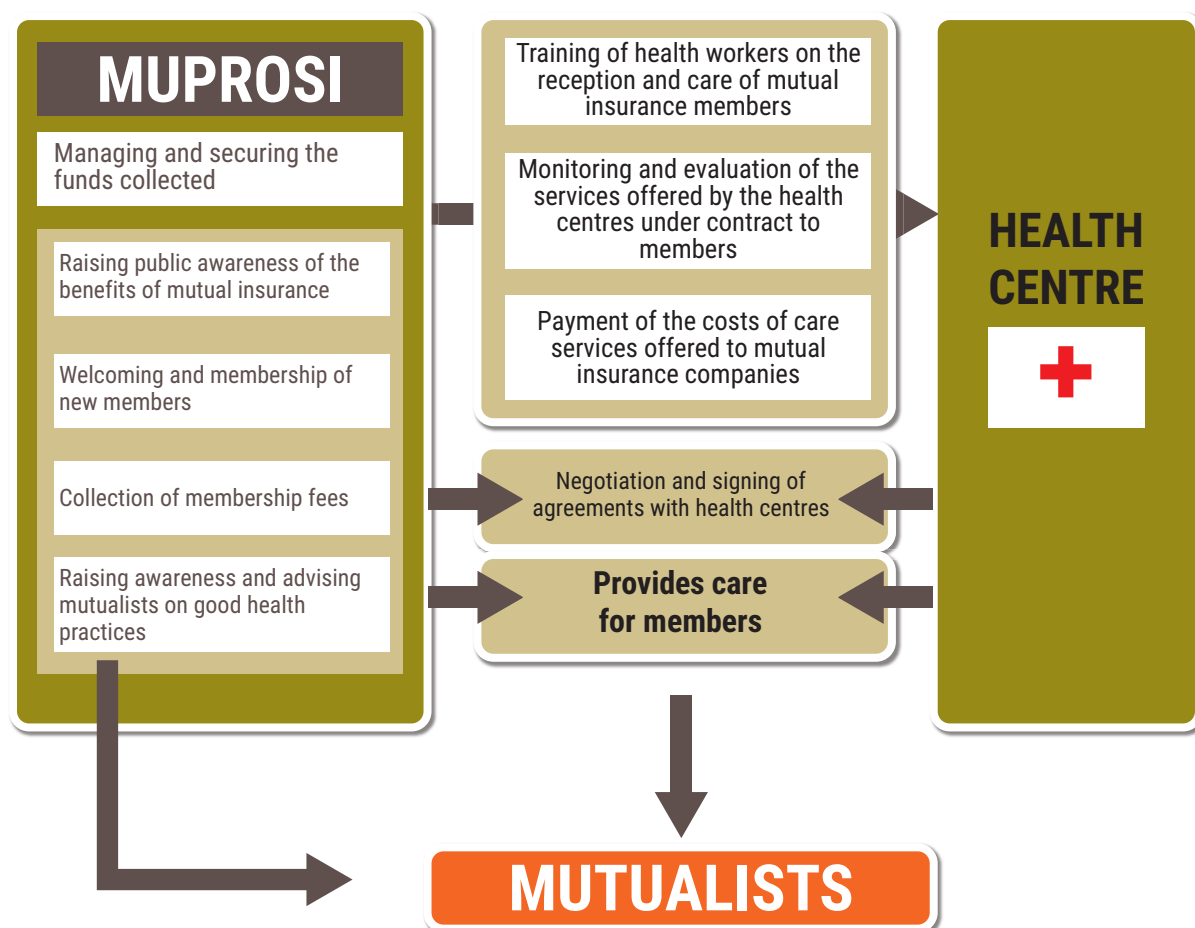 MUPROSI
Managing and securing the
funds collected
Raising public awareness of the
benefits of mutual insurance
Welcoming and membership of
new members
Collection of membership fees
Raising awareness and advising
mutualists on good health
practices
Training of health workers on the
reception and care of mutual
insurance members
Monitoring and evaluation of the
services offered by the health
centres under contract to
members
Payment of the costs of care
services offered to mutual
insurance companies
Negotiation and signing of
agreements with health centres
Provides care
for members
HEALTH
CENTRE
MUTUALISTS